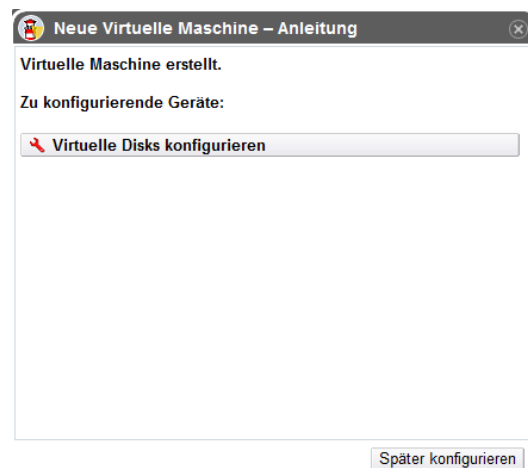 Neue Virtuelle Maschine – Anleitung
Virtuelle Maschine erstellt.
Zu konfigurierende Geräte:
Virtuelle Disks konfigurieren
Später konfigurieren